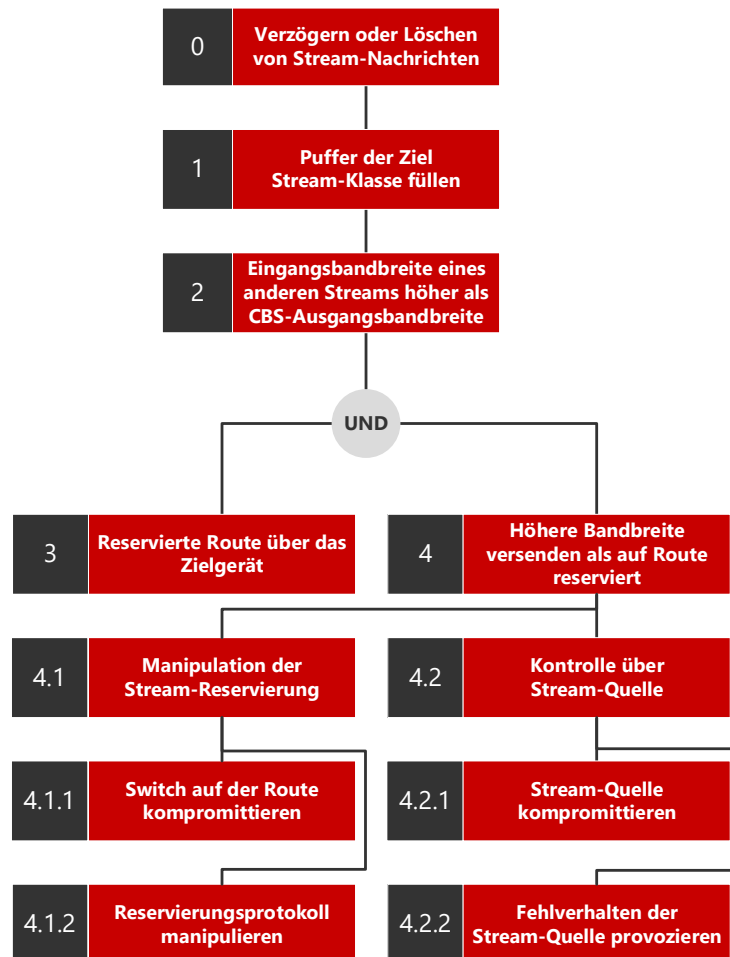 0
Verzögern oder Löschen
von Stream-Nachrichten
1
Puffer der Ziel
Stream-Klasse füllen
2
Eingangsbandbreite eines
anderen Streams höher als
CBS-Ausgangsbandbreite
UND
3
Reservierte Route über das
Zielgerät
4
Höhere Bandbreite
versenden als auf Route
reserviert
4.1
Manipulation der
Stream-Reservierung
4.2
Kontrolle über
Stream-Quelle
4.1.1
Switch auf der Route
kompromittieren
4.2.1
Stream-Quelle
kompromittieren
4.1.2
Reservierungsprotokoll
manipulieren
4.2.2
Fehlverhalten der
Stream-Quelle provozieren